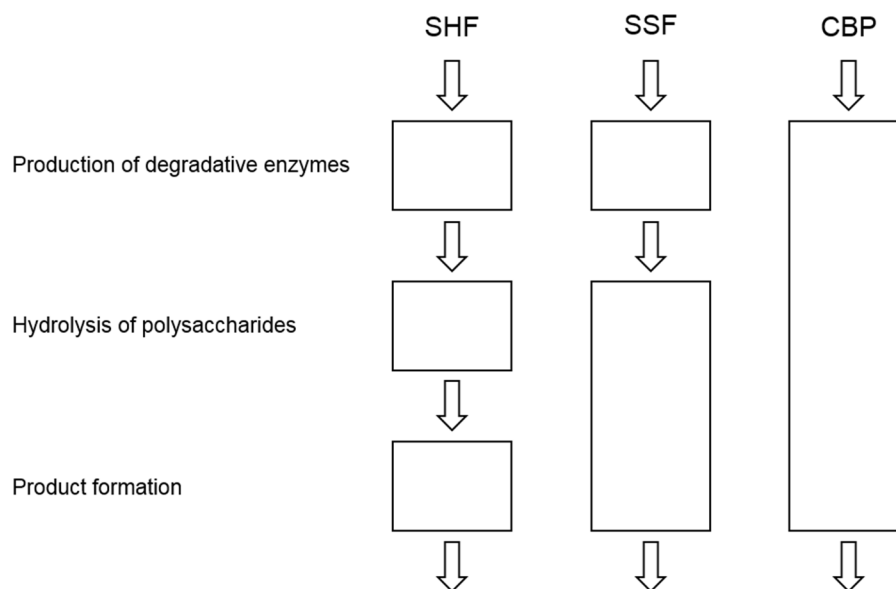 SHF
SSF
CBP
Production of degradative enzymes
Hydrolysis of polysaccharides
Product formation